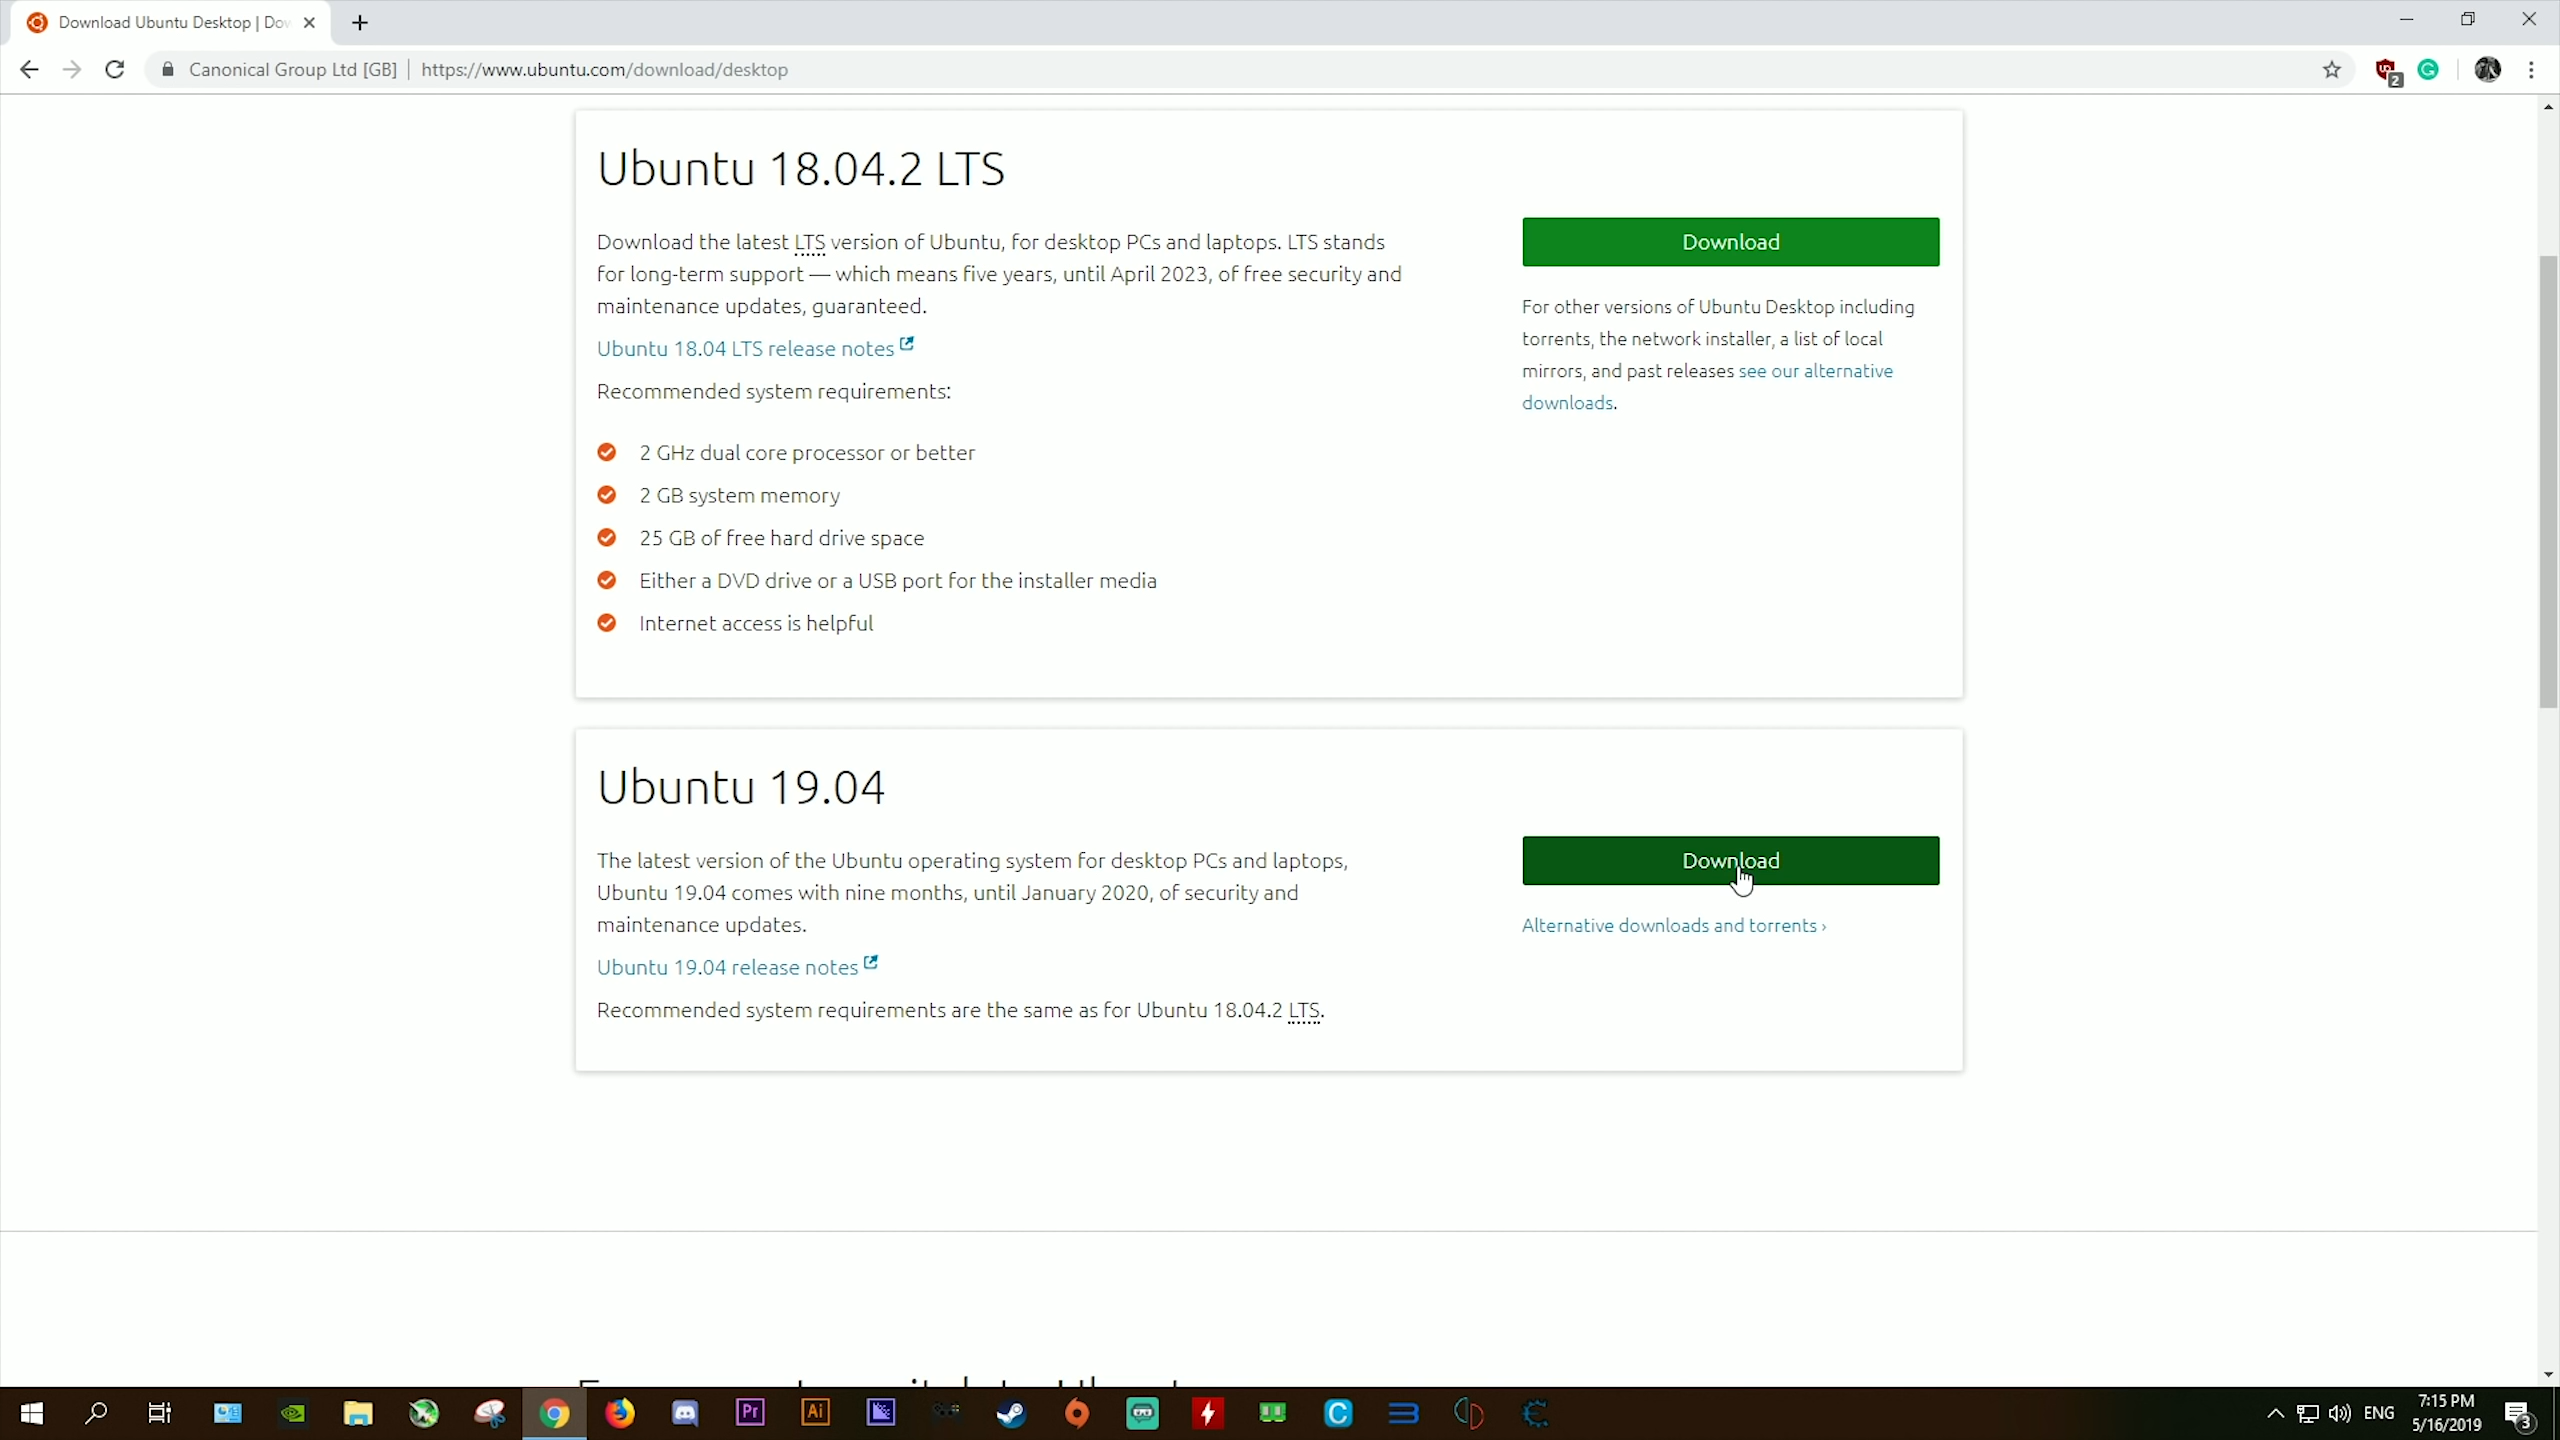 Download Ubuntu Desktop | Do
Canonical Group Ltd [GB] | https://www.ubuntu.com/download/desktop
2
Ubuntu 18.04.2 LTS
Download the latest LTS version of Ubuntu, for desktop PCs and laptops. LTS stands
for long-term support — which means five years, until April 2023, of free security and
maintenance updates, guaranteed.
Ubuntu 18.04 LTS release notes
Recommended system requirements:
2 GHz dual core processor or better
2 GB system memory
25 GB of free hard drive space
Either a DVD drive or a USB port for the installer media
Internet access is helpful
Download
For other versions of Ubuntu Desktop including
torrents, the network installer, a list of local
mirrors, and past releases see our alternative
downloads.
Ubuntu 19.04
The latest version of the Ubuntu operating system for desktop PCs and laptops,
Ubuntu 19.04 comes with nine months, until January 2020, of security and
maintenance updates.
Ubuntu 19.04 release notes
Recommended system requirements are the same as for Ubuntu 18.04.2 LTS.
Download
Alternative downloads and torrents ›
Pr
Ai
ENG
7:15 PM
5/16/2019
3